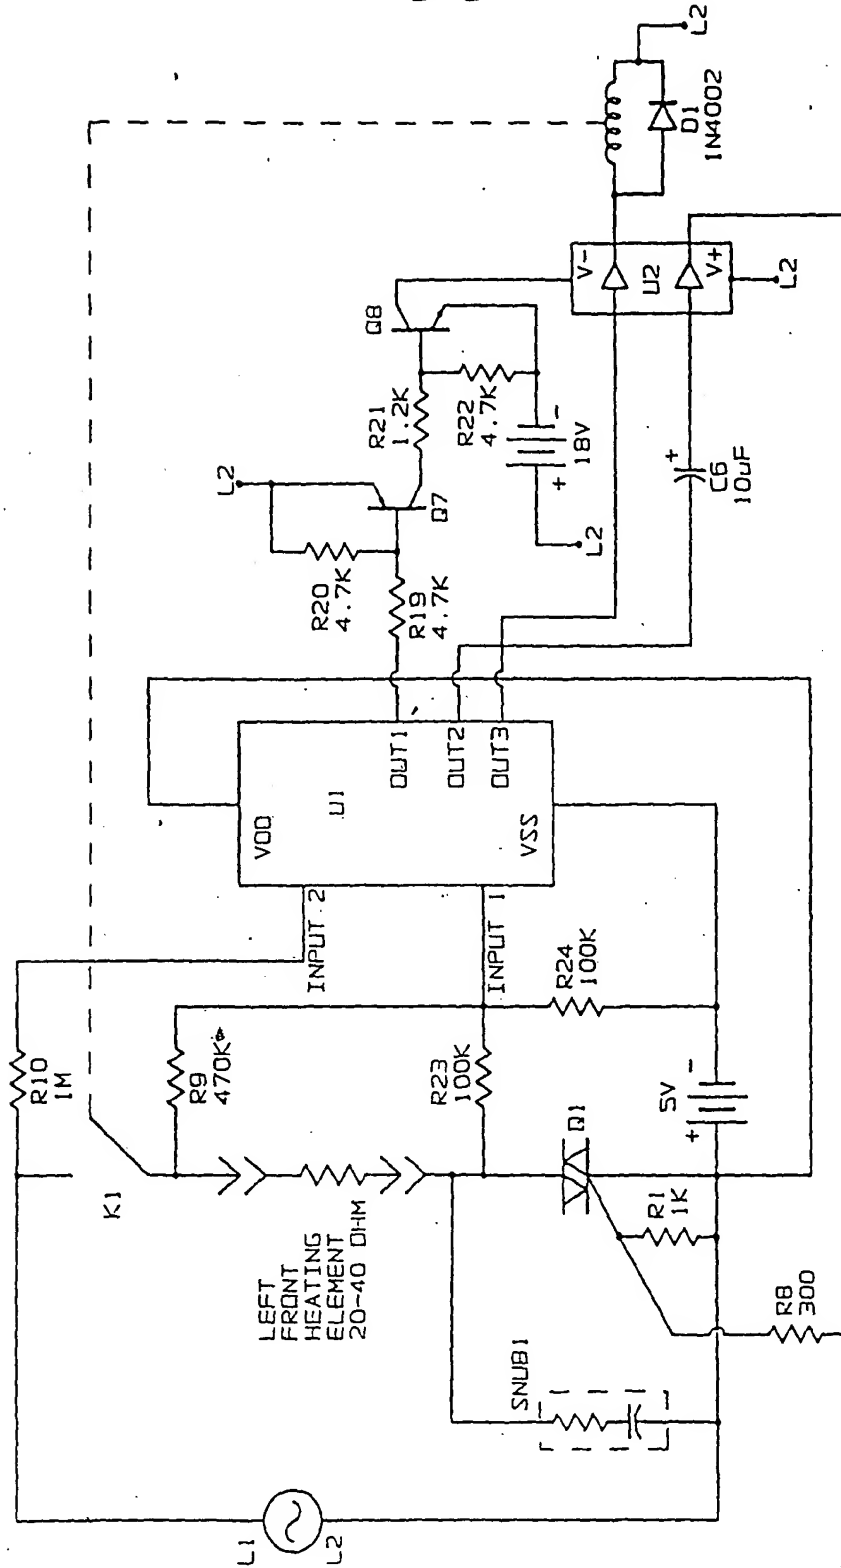 L1
L2
SNUB1
R8
300
LEFT
FRONT
HEATING
ELEMENT
20-40 OHM
K1
R1
1K
Q1
R10
1M
R9
470K*
R23
100K
5V
+
-
R24
100K
INPUT 2
INPUT 1
VDD
U1
VSS
OUT1
OUT2
OUT3
R20
4.7K
R19
4.7K
L2
Q7
R21
1.2K
R22
4.7K
+
-
18V
L2
Q8
C6
10uF
+
V-
U2
V+
L2
D1
1N4002
L2